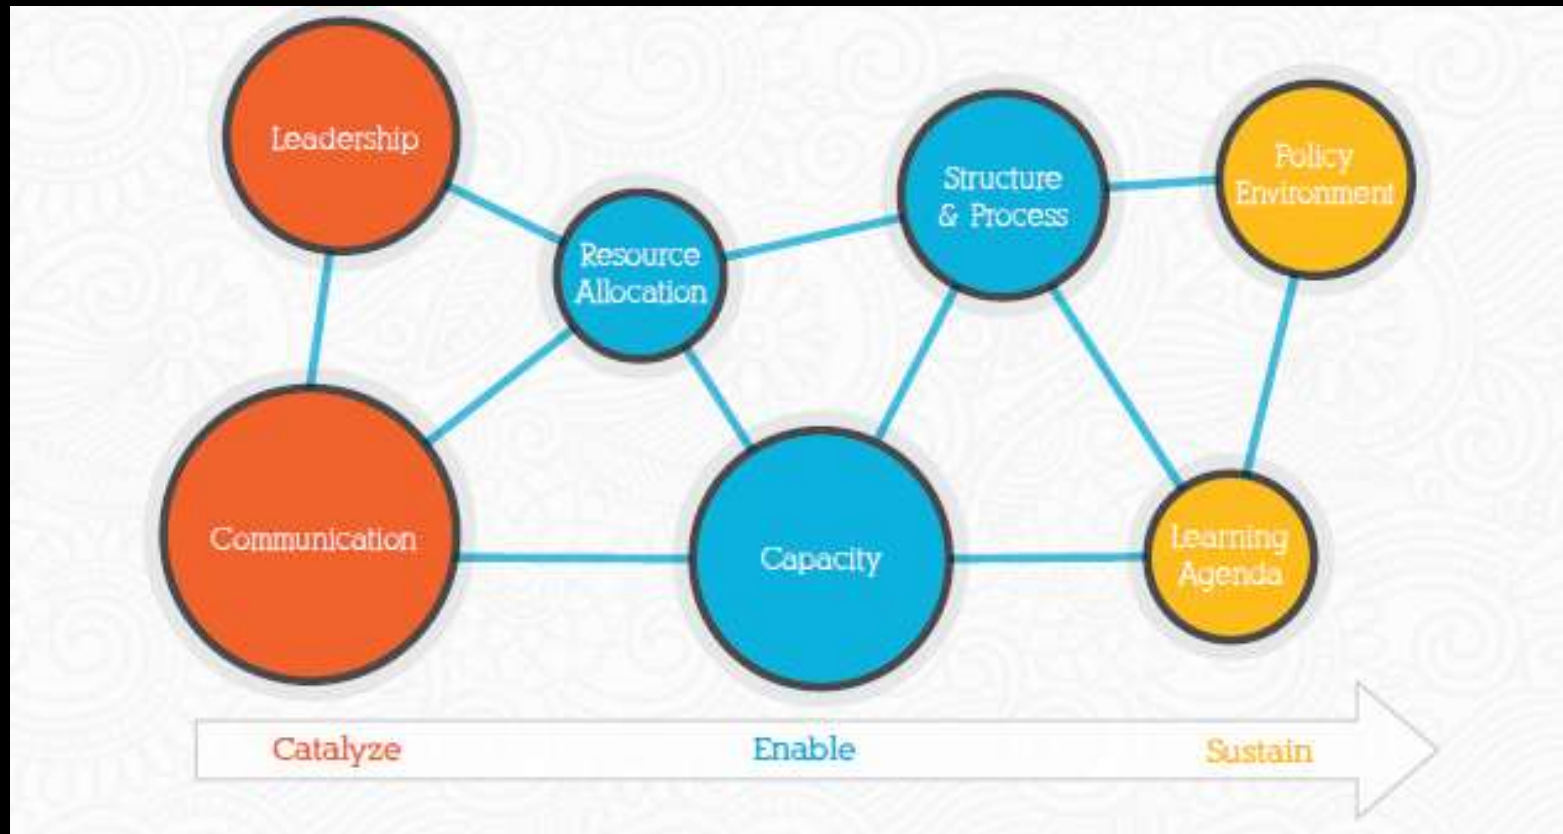 Leadership
Resource
Allocation
Structure
& Process
Policy
Environment
Communication
Capacity
Learning
Agenda
Catalyze
Enable
Sustain